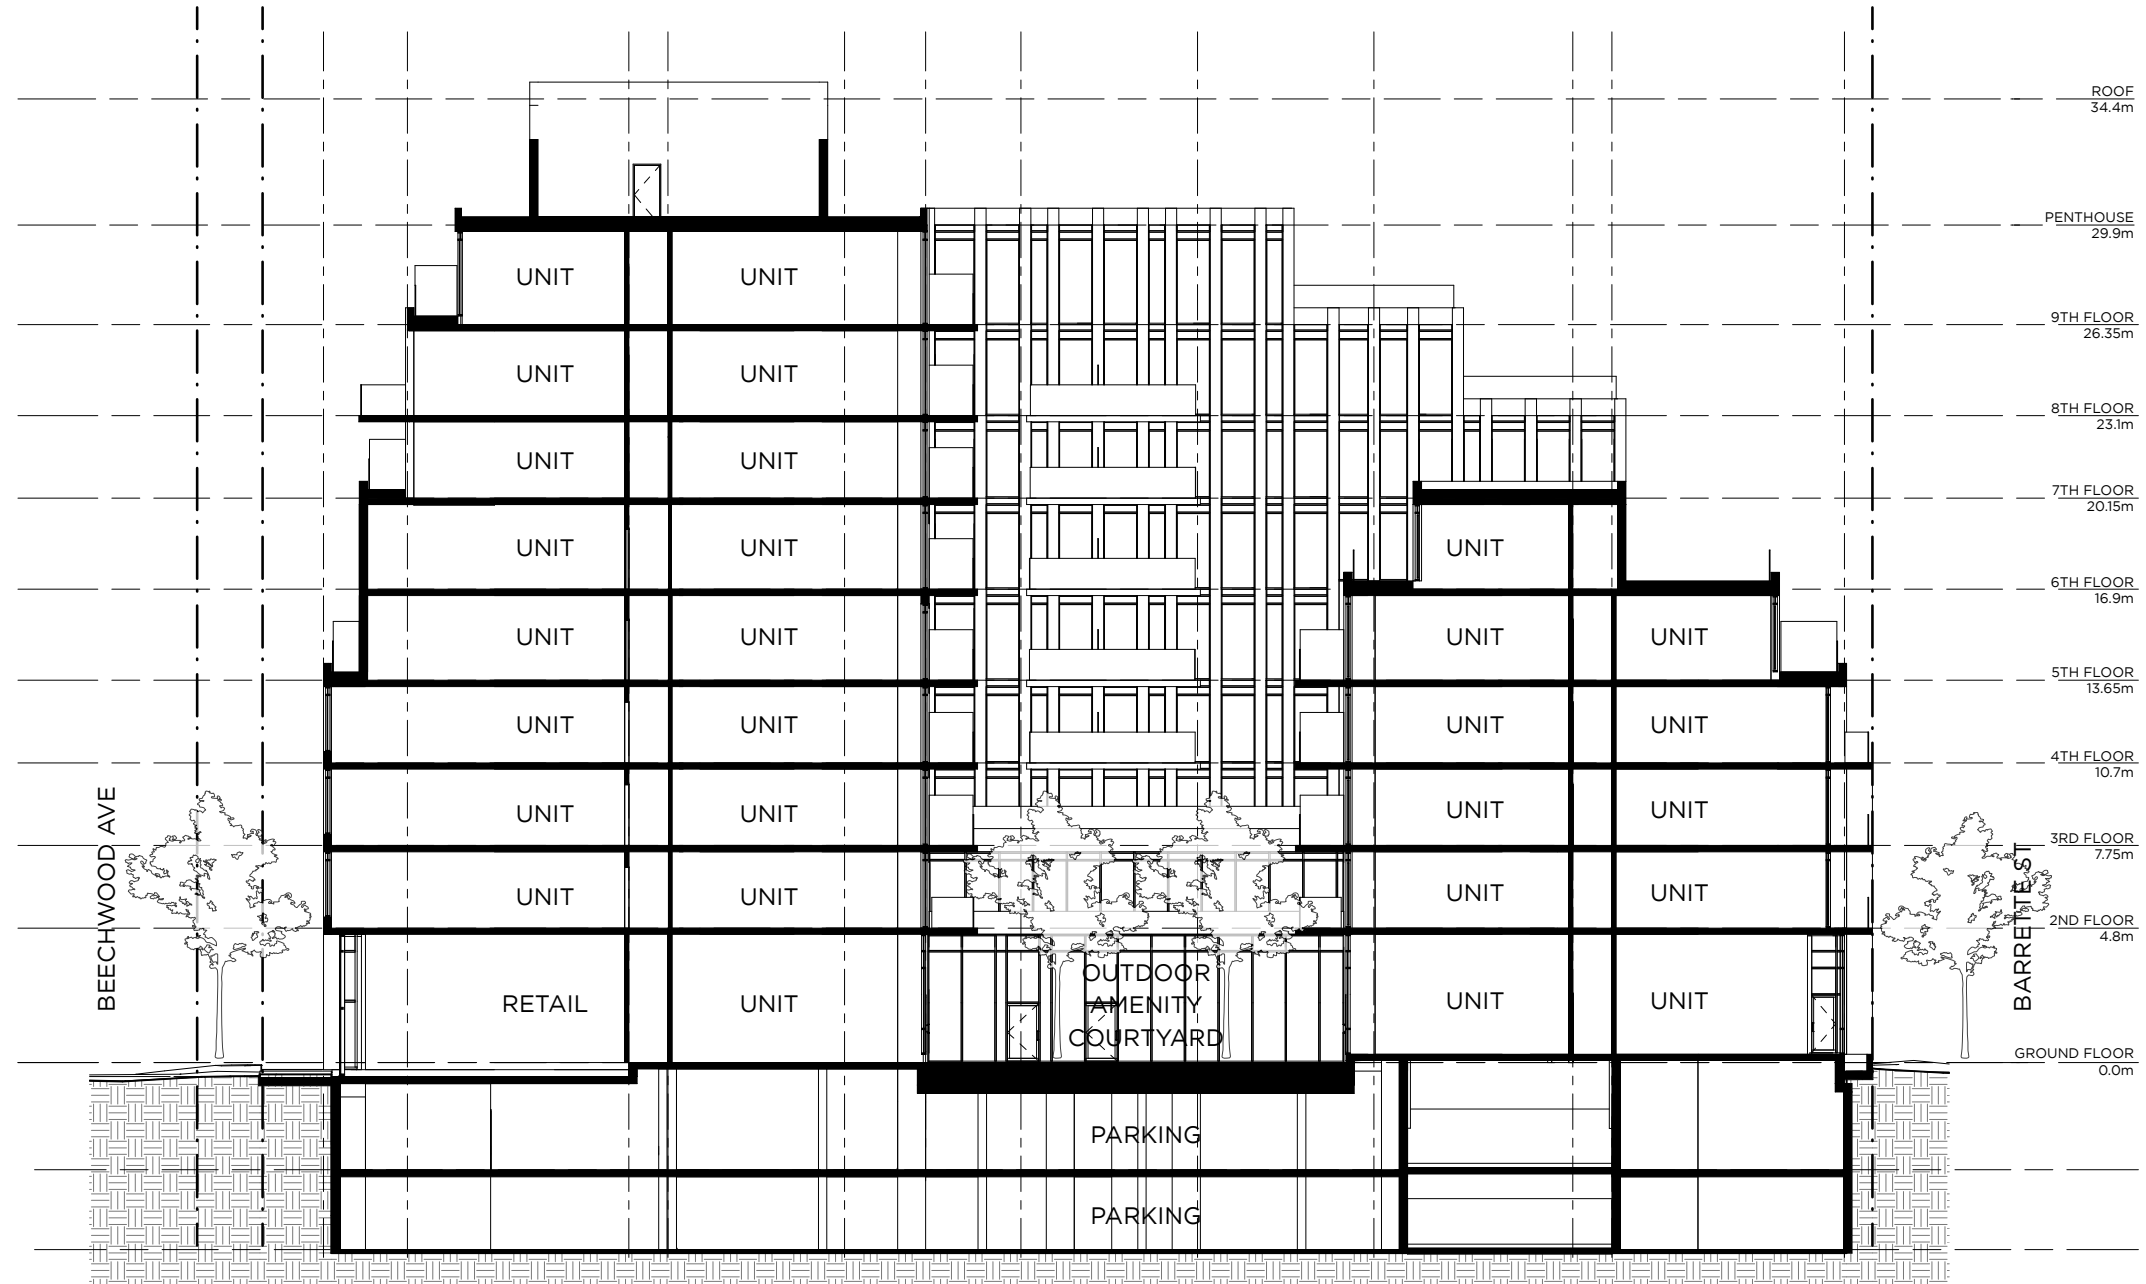 ROOF
34.4m
PENTHOUSE
29.9m
UNIT UNIT
9TH FLOOR
26.35m
UNIT UNIT
8TH FLOOR
23.1m
UNIT UNIT
7TH FLOOR
20.15m
UNIT UNIT UNIT
6TH FLOOR
16.9m
UNIT UNIT UNIT UNIT
5TH FLOOR
13.65m
UNIT UNIT UNIT UNIT
4TH FLOOR
10.7m
UNIT UNIT UNIT UNIT
3RD FLOOR
7.75m
UNIT UNIT UNIT UNIT
2ND FLOOR
4.8m
BEECHWOOD AVE
RETAIL UNIT
OUTDOOR
AMENITY
COURTYARD
UNIT UNIT
BARRETTE ST
GROUND FLOOR
0.0m
PARKING
PARKING